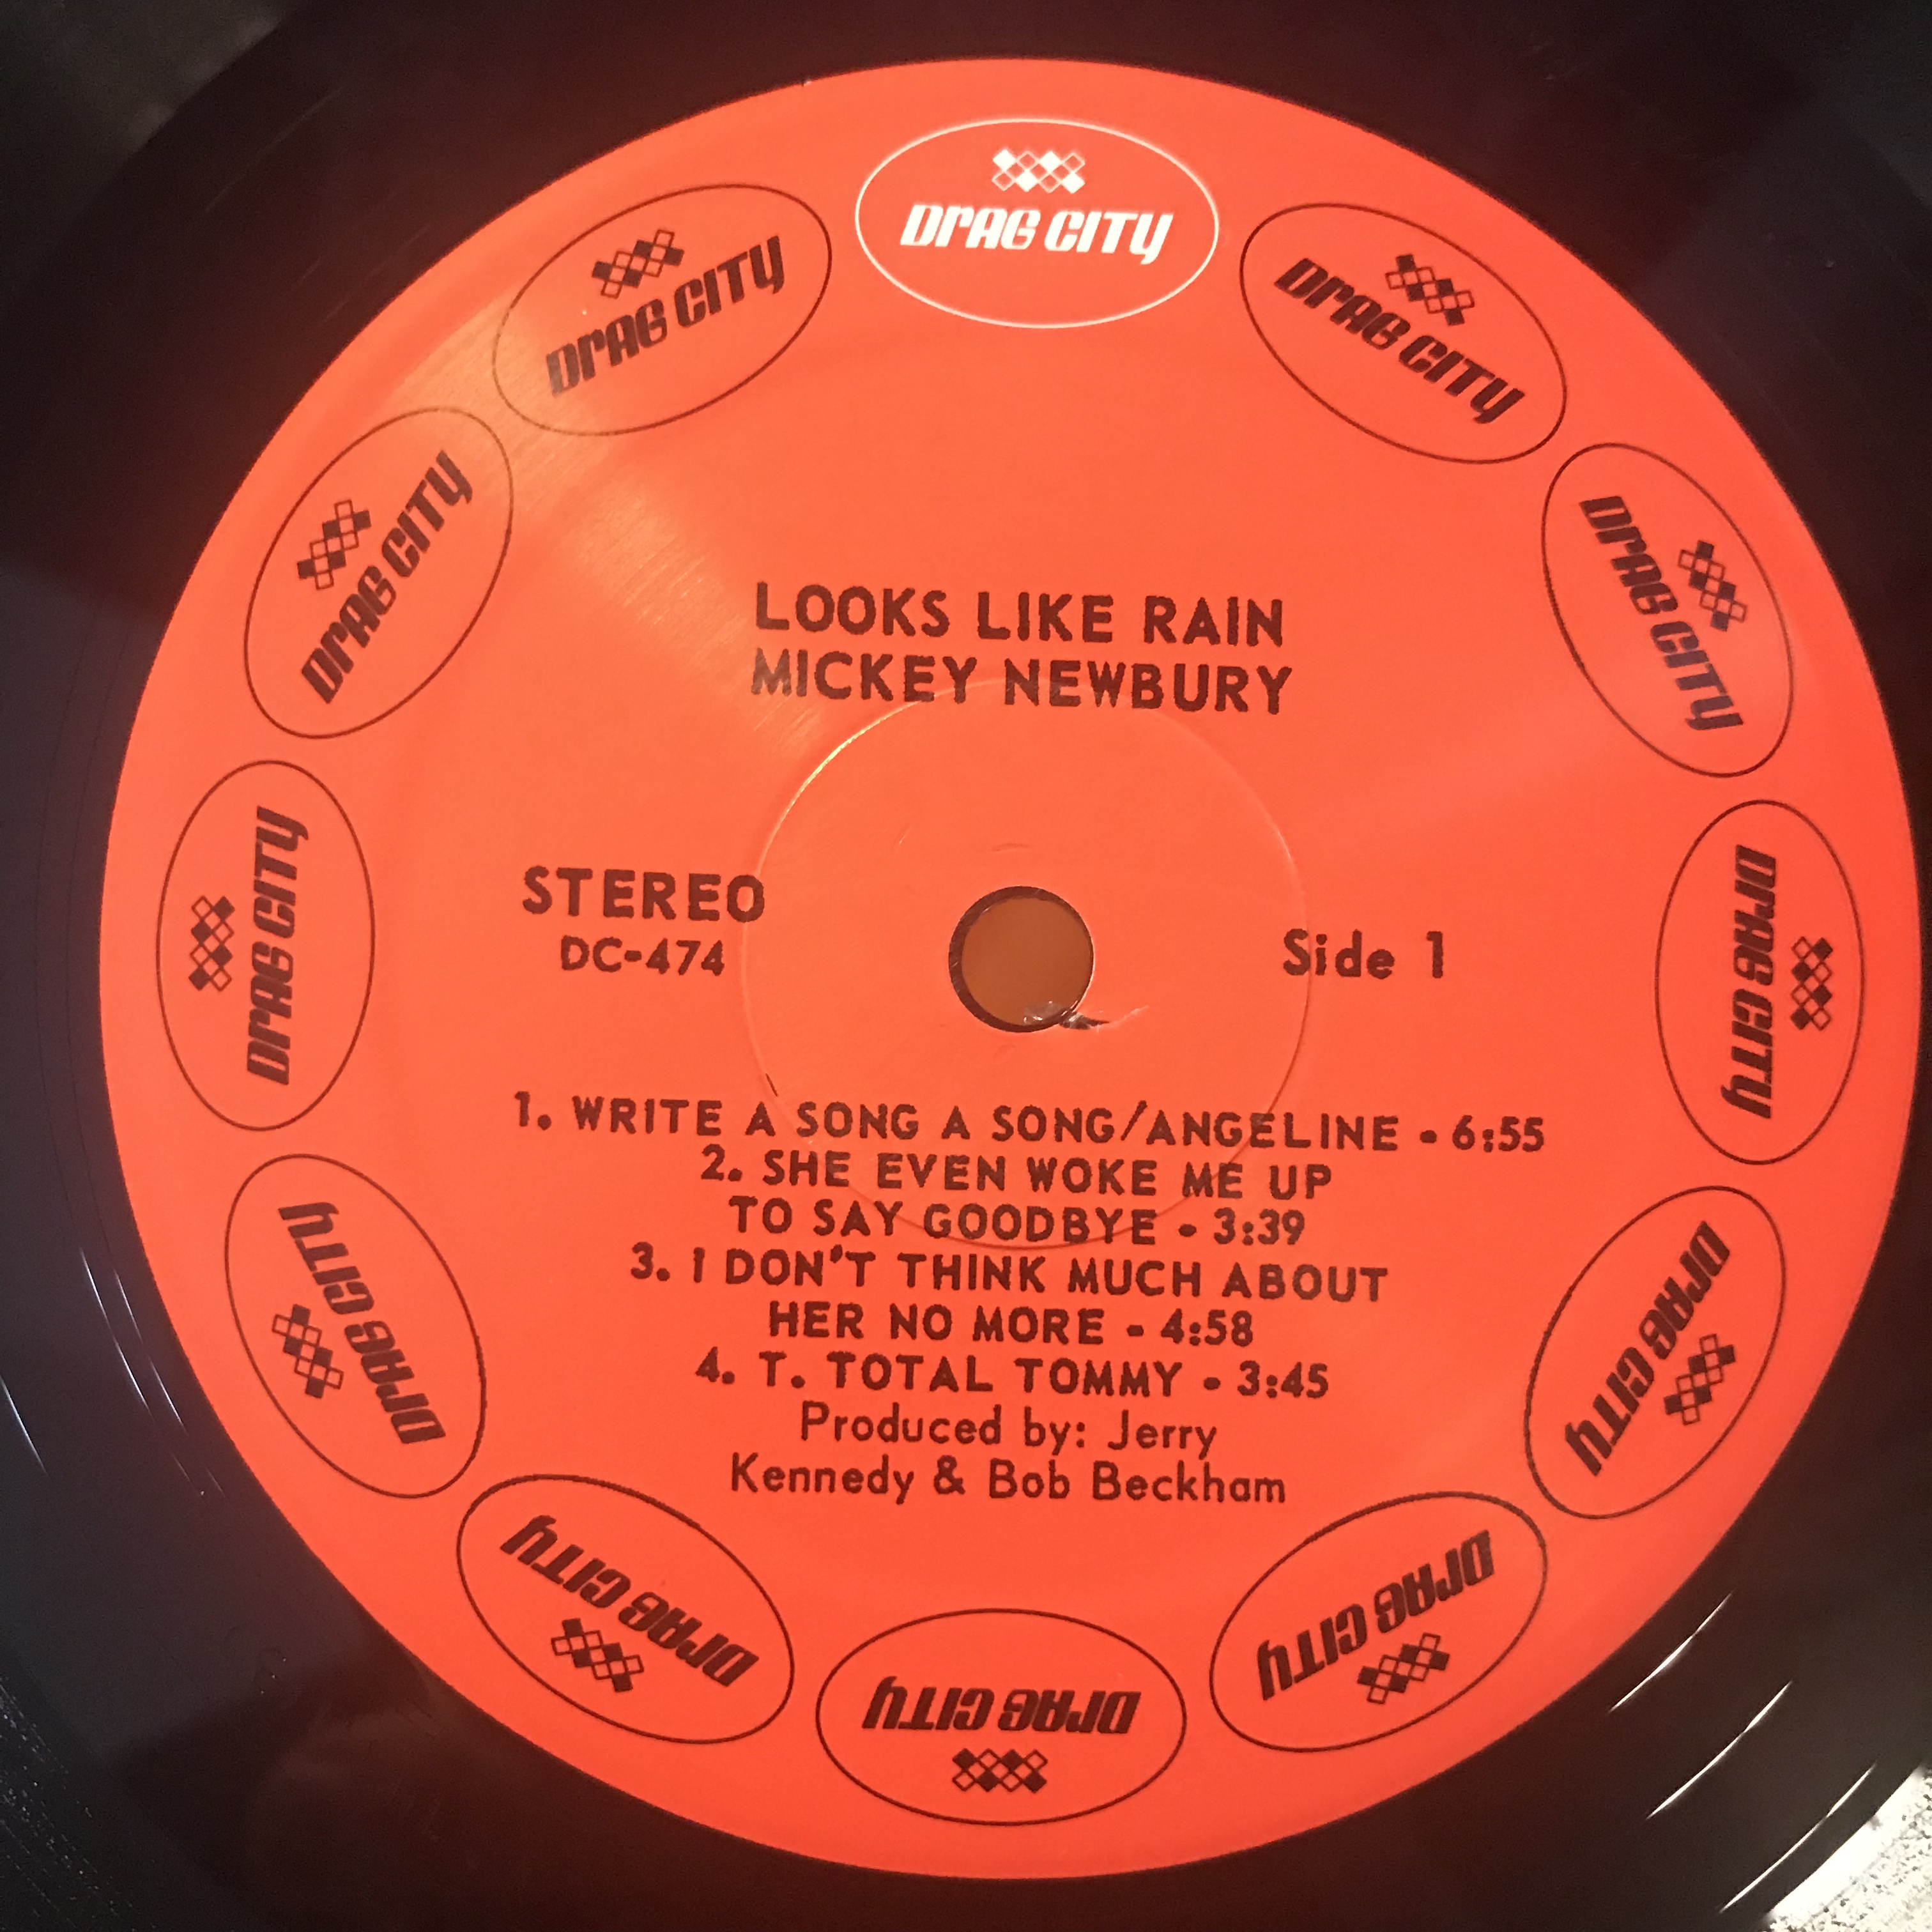 DRAG CITY
DRAG CITY
DRAG CITY
DRAG CITY
DRAG CITY
LOOKS LIKE RAIN
MICKEY NEWBURY
STEREO
DC-474
Side 1
DRAG CITY
DRAG CITY
1. WRITE A SONG A SONG/ANGELINE - 6:55
2. SHE EVEN WOKE ME UP
TO SAY GOODBYE - 3:39
3. I DON'T THINK MUCH ABOUT
HER NO MORE - 4:58
4. T. TOTAL TOMMY - 3:45
Produced by: Jerry
Kennedy & Bob Beckham
DRAG CITY
DRAG CITY
DRAG CITY
DRAG CITY
DRAG CITY